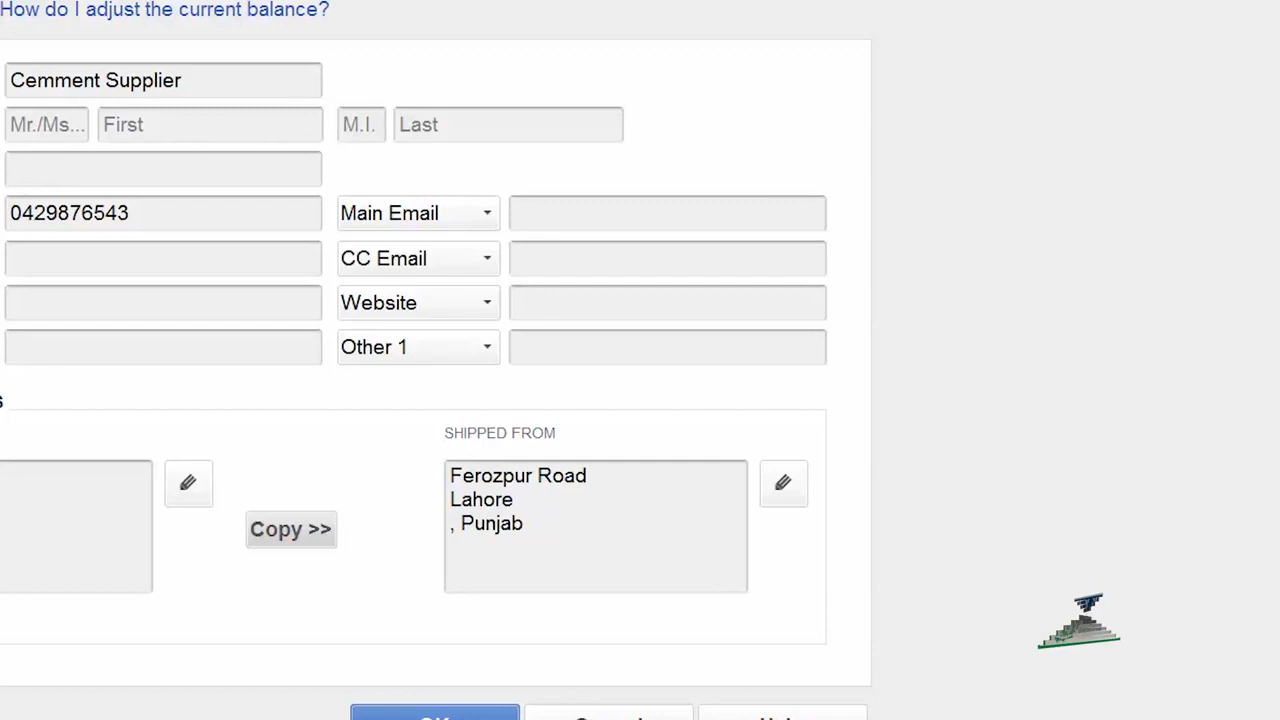 How do I adjust the current balance?
Cemment Supplier
Mr./Ms... First M.I. Last
0429876543 Main Email
CC Email
Website
Other 1
SHIPPED FROM
Ferozpur Road
Lahore
, Punjab
Copy >>